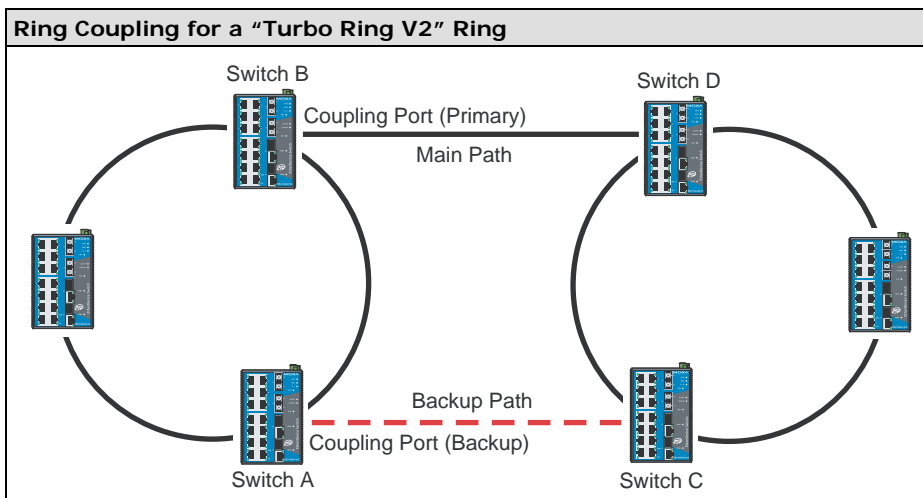 Ring Coupling for a “Turbo Ring V2” Ring
Switch B
Switch D
Coupling Port (Primary)
Main Path
Backup Path
Coupling Port (Backup)
Switch A
Switch C